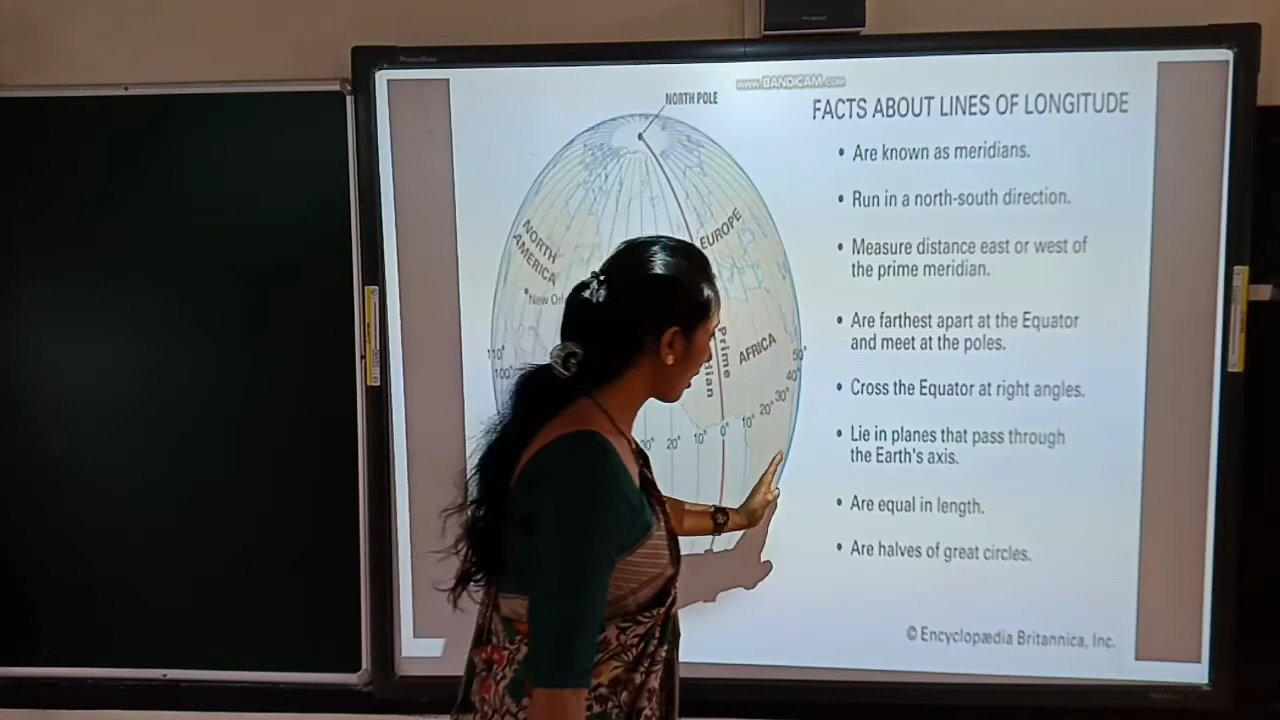 www.BANDICAM.com
NORTH POLE
FACTS ABOUT LINES OF LONGITUDE
• Are known as meridians.
• Run in a north-south direction.
• Measure distance east or west of
the prime meridian.
• Are farthest apart at the Equator
and meet at the poles.
• Cross the Equator at right angles.
• Lie in planes that pass through
the Earth's axis.
• Are equal in length.
• Are halves of great circles.
© Encyclopædia Britannica, Inc.
EUROPE
NORTH
AMERICA
New Orl
Prime
dian
AFRICA
110°
100°
20°
10°
0°
10°
20°
30°
40°
50°